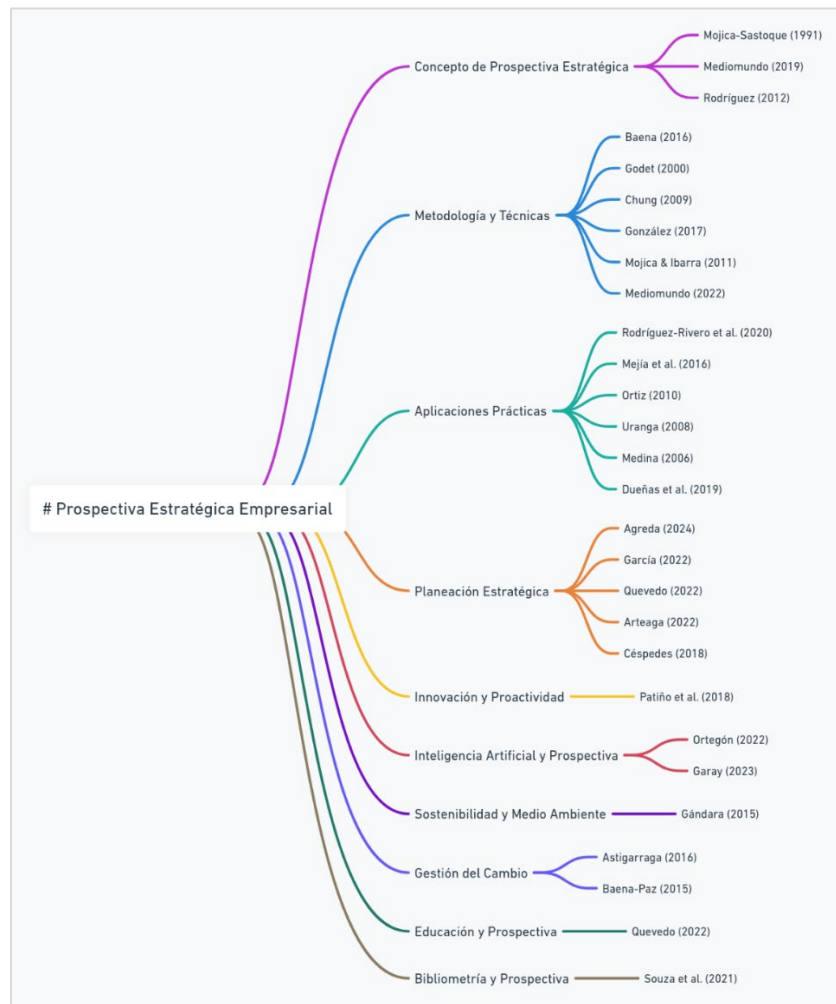 Mojica-Sastoque (1991)
Concepto de Prospectiva Estratégica
Mediomundo (2019)
Rodríguez (2012)
Baena (2016)
Godet (2000)
Chung (2009)
Metodología y Técnicas
González (2017)
Mojica & Ibarra (2011)
Mediomundo (2022)
Rodríguez-Rivero et al. (2020)
Mejía et al. (2016)
Ortiz (2010)
Aplicaciones Prácticas
Uranga (2008)
Medina (2006)
Dueñas et al. (2019)
# Prospectiva Estratégica Empresarial
Agreda (2024)
García (2022)
Planeación Estratégica
Quevedo (2022)
Arteaga (2022)
Céspedes (2018)
Innovación y Proactividad
Patiño et al. (2018)
Inteligencia Artificial y Prospectiva
Ortegón (2022)
Garay (2023)
Sostenibilidad y Medio Ambiente
Gándara (2015)
Gestión del Cambio
Astigarraga (2016)
Baena-Paz (2015)
Educación y Prospectiva
Quevedo (2022)
Bibliometría y Prospectiva
Souza et al. (2021)